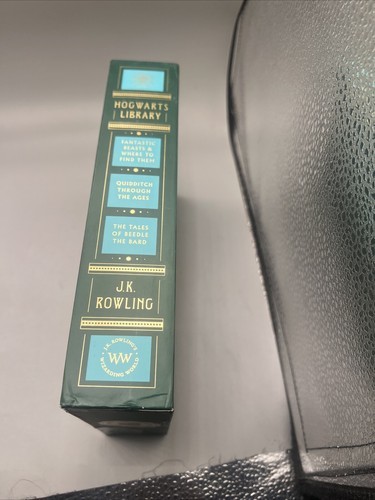 HOGWARTS
LIBRARY
FANTASTIC
BEASTS &
WHERE TO
FIND THEM
QUIDDITCH
THROUGH
THE AGES
THE TALES
OF BEEDLE
THE BARD
J.K.
ROWLING
J.K. ROWLING'S
WW
WIZARDING WORLD